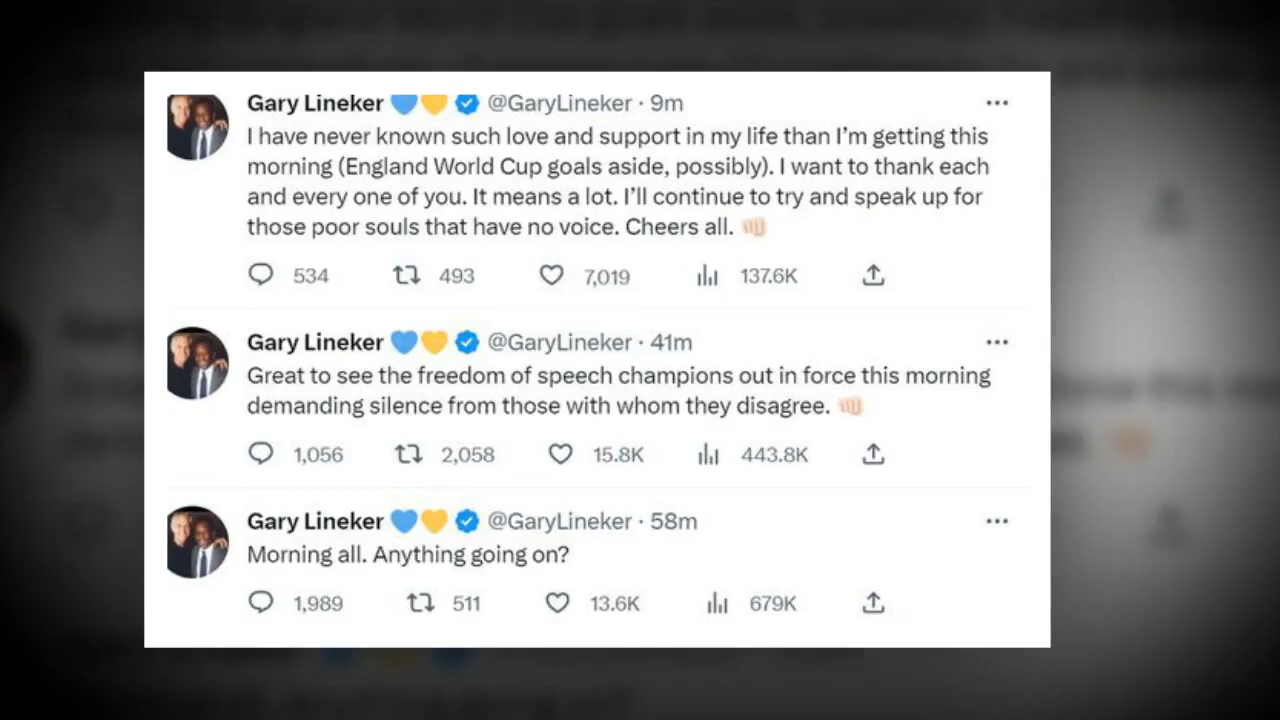 Gary Lineker 💙💛 @GaryLineker · 9m
I have never known such love and support in my life than I’m getting this
morning (England World Cup goals aside, possibly). I want to thank each
and every one of you. It means a lot. I’ll continue to try and speak up for
those poor souls that have no voice. Cheers all. 👊🏻
534 493 7,019 137.6K
Gary Lineker 💙💛 @GaryLineker · 41m
Great to see the freedom of speech champions out in force this morning
demanding silence from those with whom they disagree. 👊🏻
1,056 2,058 15.8K 443.8K
Gary Lineker 💙💛 @GaryLineker · 58m
Morning all. Anything going on?
1,989 511 13.6K 679K